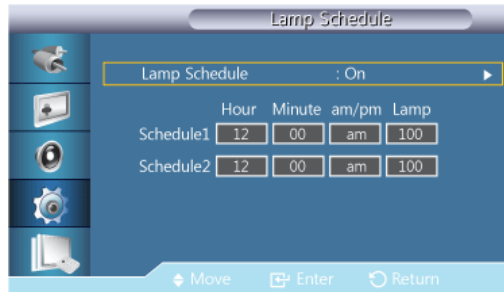 Lamp Schedule
Lamp Schedule : On
Hour Minute am/pm Lamp
Schedule1 12 00 am 100
Schedule2 12 00 am 100
Move Enter Return